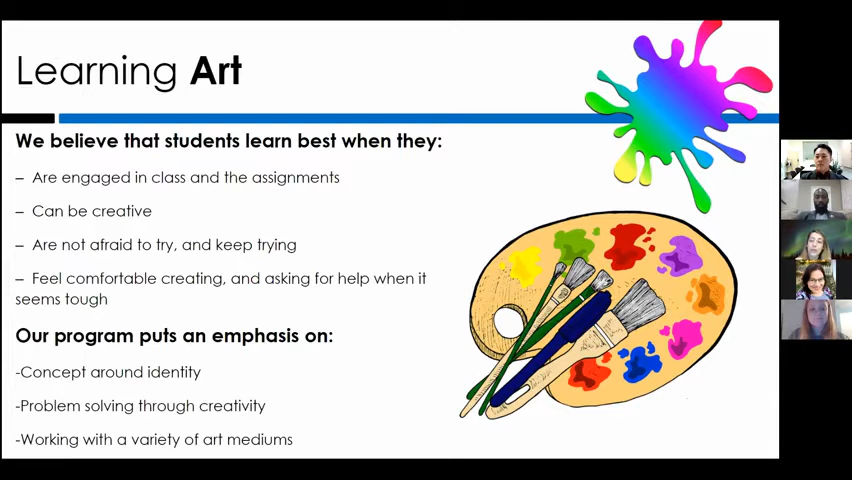 Learning Art
We believe that students learn best when they:
– Are engaged in class and the assignments
– Can be creative
– Are not afraid to try, and keep trying
– Feel comfortable creating, and asking for help when it
seems tough
Our program puts an emphasis on:
-Concept around identity
-Problem solving through creativity
-Working with a variety of art mediums